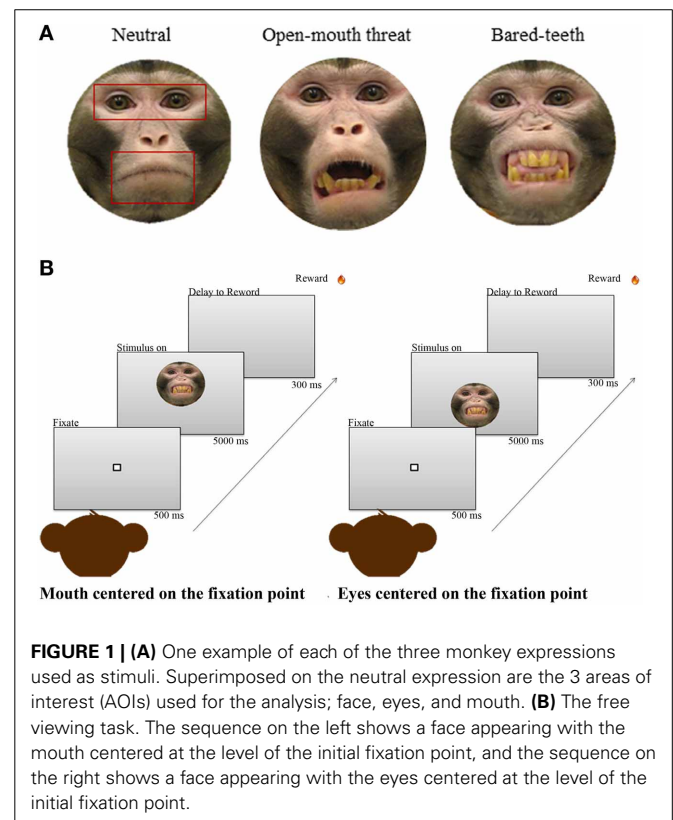 A
Neutral
Open-mouth threat
Bared-teeth
B
Reward
Delay to Reword
Stimulus on
300 ms
Fixate
5000 ms
500 ms
Mouth centered on the fixation point
Reward
Delay to Reword
Stimulus on
300 ms
Fixate
5000 ms
500 ms
Eyes centered on the fixation point
FIGURE 1 | (A) One example of each of the three monkey expressions
used as stimuli. Superimposed on the neutral expression are the 3 areas of
interest (AOIs) used for the analysis; face, eyes, and mouth. (B) The free
viewing task. The sequence on the left shows a face appearing with the
mouth centered at the level of the initial fixation point, and the sequence on
the right shows a face appearing with the eyes centered at the level of the
initial fixation point.